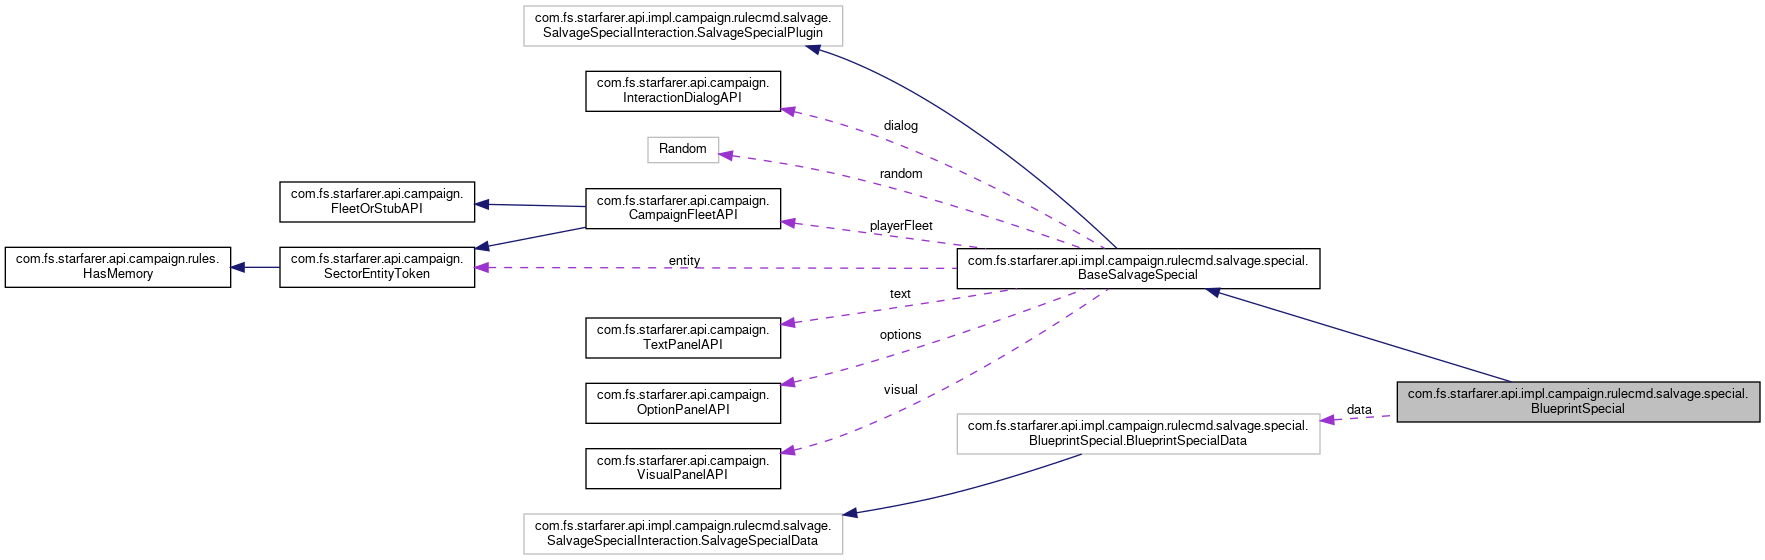 com.fs.starfarer.api.impl.campaign.rulecmd.salvage.
SalvageSpecialInteraction.SalvageSpecialPlugin
com.fs.starfarer.api.campaign.
InteractionDialogAPI
dialog
Random
random
com.fs.starfarer.api.campaign.
FleetOrStubAPI
com.fs.starfarer.api.campaign.
CampaignFleetAPI
playerFleet
com.fs.starfarer.api.campaign.rules.
HasMemory
com.fs.starfarer.api.campaign.
SectorEntityToken
entity
com.fs.starfarer.api.impl.campaign.rulecmd.salvage.special.
BaseSalvageSpecial
text
com.fs.starfarer.api.campaign.
TextPanelAPI
options
com.fs.starfarer.api.campaign.
OptionPanelAPI
visual
com.fs.starfarer.api.campaign.
VisualPanelAPI
com.fs.starfarer.api.impl.campaign.rulecmd.salvage.special.
BlueprintSpecial.BlueprintSpecialData
data
com.fs.starfarer.api.impl.campaign.rulecmd.salvage.special.
BlueprintSpecial
com.fs.starfarer.api.impl.campaign.rulecmd.salvage.
SalvageSpecialInteraction.SalvageSpecialData